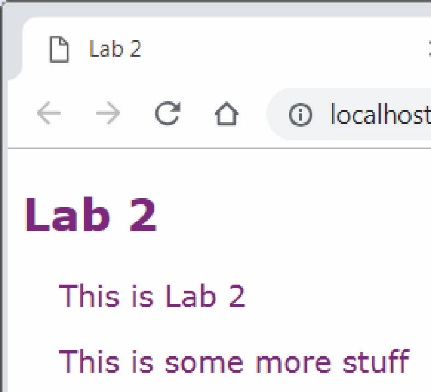 Lab 2
localhost
Lab 2
This is Lab 2
This is some more stuff